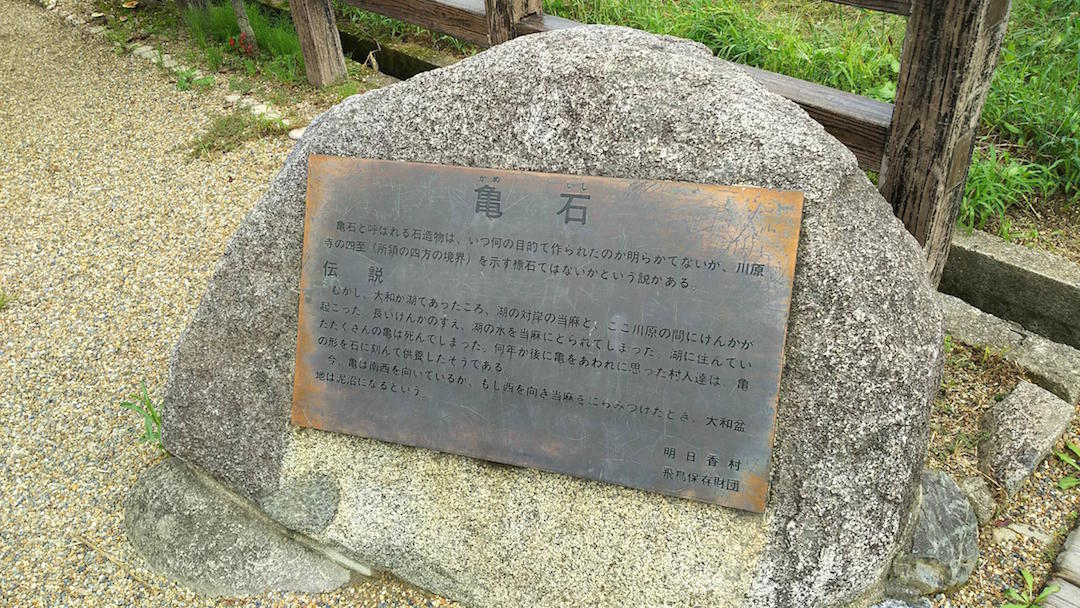 かめ いし
亀石
亀石と呼ばれる石造物は、いつ何の目的で作られたのか明らかでないが、川原
寺の四至（所領の四方の境界）を示す標石ではないかという説がある。
伝説
むかし、大和が湖であったころ、湖の対岸の当麻と、ここ川原の間にけんかが
起こった。長いけんかのすえ、湖の水を当麻にとられてしまった。湖に住んでい
たたくさんの亀は死んでしまった。何年か後に亀をあわれに思った村人達は、亀
の形を石に刻んで供養したそうである
今、亀は南西を向いているが、もし西を向き当麻をにらみつけたとき、大和盆
地は泥沼になるという。
明日香村
飛鳥保存財団